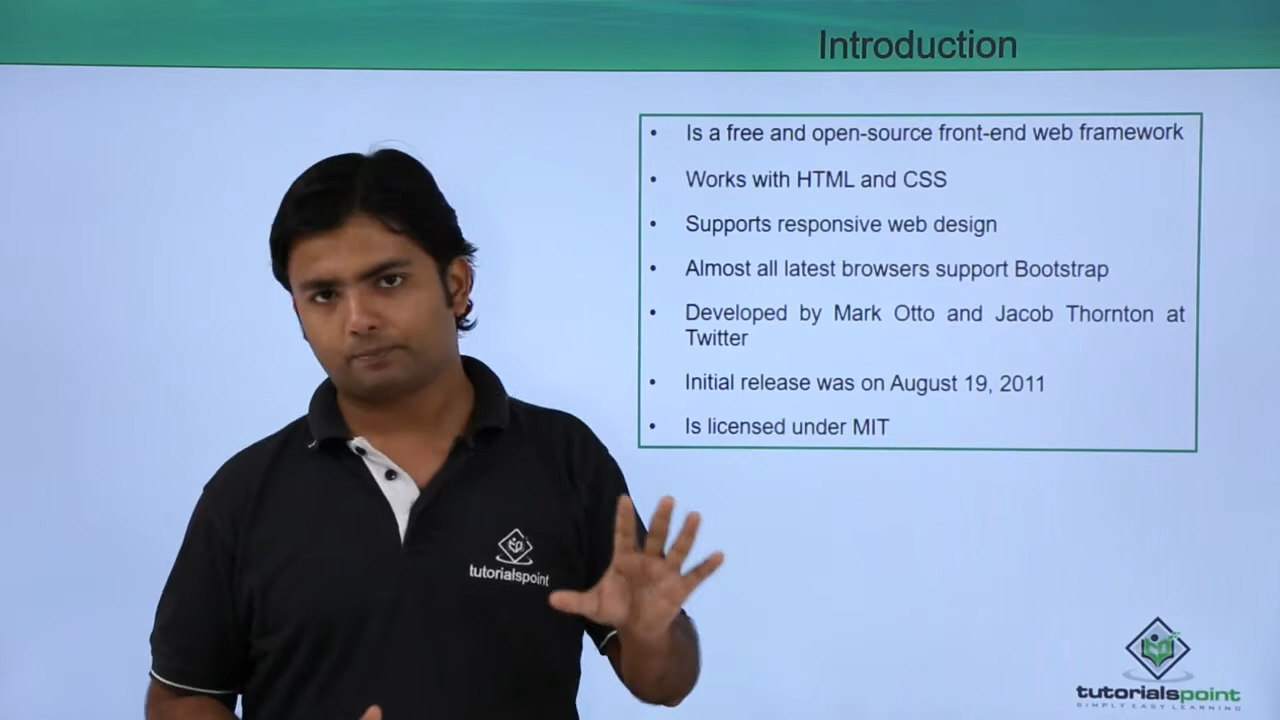 Introduction
• Is a free and open-source front-end web framework
• Works with HTML and CSS
• Supports responsive web design
• Almost all latest browsers support Bootstrap
• Developed by Mark Otto and Jacob Thornton at
Twitter
• Initial release was on August 19, 2011
• Is licensed under MIT
tutorialspoint
tutorialspoint
SIMPLY EASY LEARNING